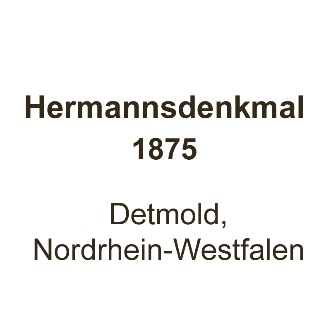 Hermannsdenkmal
1875
Detmold,
Nordrhein-Westfalen